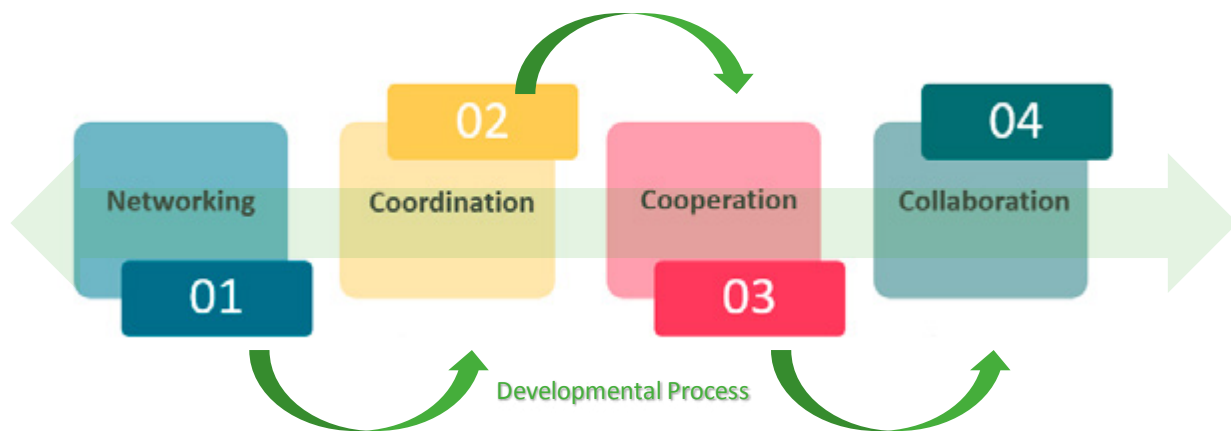 Networking
01
02
Coordination
Cooperation
03
04
Collaboration
Developmental Process